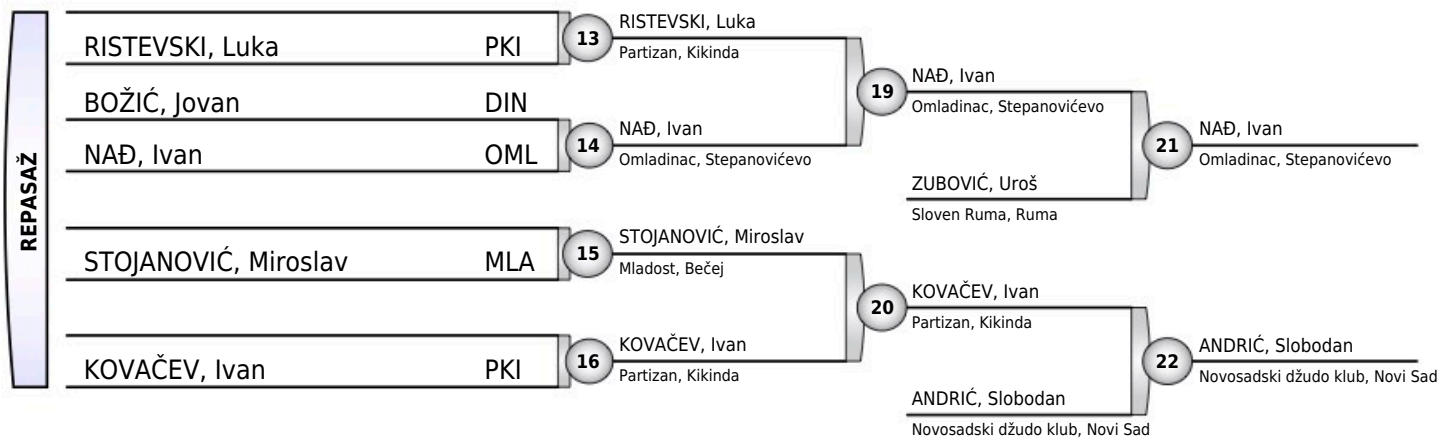 REPASAŽ
RISTEVSKI, Luka PKI
BOŽIĆ, Jovan DIN
NAĐ, Ivan OML
STOJANOVIĆ, Miroslav MLA
KOVAČEV, Ivan PKI
13
RISTEVSKI, Luka
Partizan, Kikinda
14
NAĐ, Ivan
Omladinac, Stepanovićevo
15
STOJANOVIĆ, Miroslav
Mladost, Bečej
16
KOVAČEV, Ivan
Partizan, Kikinda
19
NAĐ, Ivan
Omladinac, Stepanovićevo
ZUBOVIĆ, Uroš
Sloven Ruma, Ruma
20
KOVAČEV, Ivan
Partizan, Kikinda
ANDRIĆ, Slobodan
Novosadski džudo klub, Novi Sad
21
NAĐ, Ivan
Omladinac, Stepanovićevo
22
ANDRIĆ, Slobodan
Novosadski džudo klub, Novi Sad